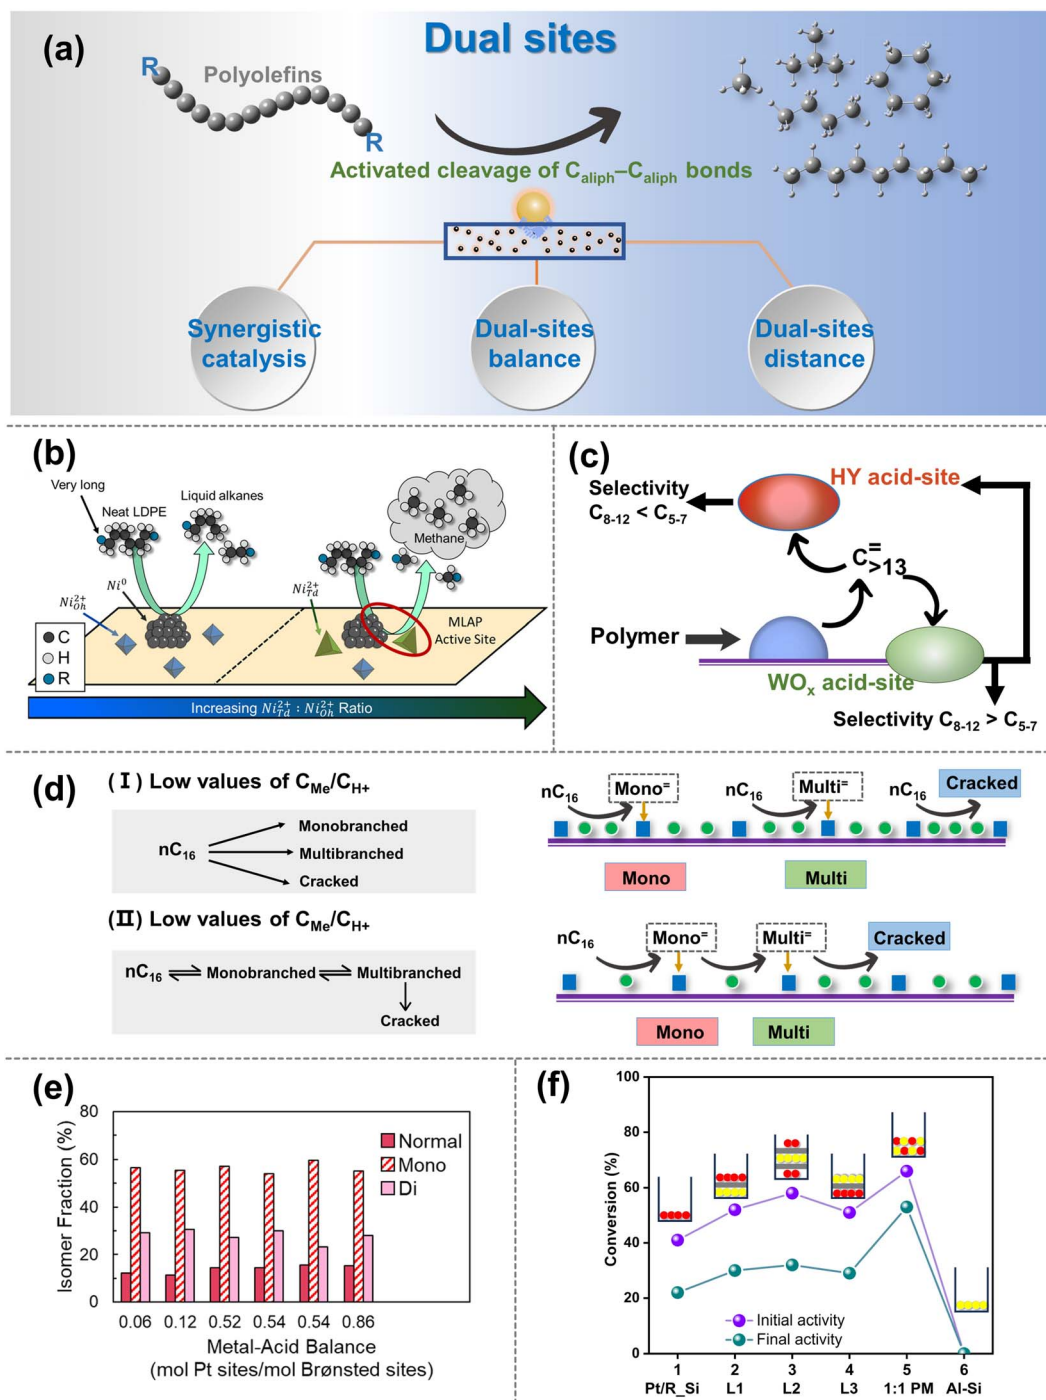 (a)
Dual sites
R
Polyolefins
R
Activated cleavage of Caliph–Caliph bonds
Synergistic
catalysis
Dual-sites
balance
Dual-sites
distance
(b)
Very long
Neat LDPE
Liquid alkanes
Methane
Ni⁰
Ni²⁺Oh
Ni²⁺Td
MLAP
Active Site
C
H
R
Increasing Ni²⁺Td : Ni²⁺Oh Ratio
(c)
HY acid-site
Selectivity
C8-12 < C5-7
C=>13
Polymer
WOx acid-site
Selectivity C8-12 > C5-7
(d)
(I) Low values of CMe/CH+
nC16
Monobranched
Multibranched
Cracked
nC16
Mono=
nC16
Multi=
nC16
Cracked
Mono
Multi
(II) Low values of CMe/CH+
nC16 ⇌ Monobranched ⇌ Multibranched
Cracked
nC16
Mono=
Multi=
Cracked
Mono
Multi
(e)
Isomer Fraction (%)
80
60
40
20
0
Normal
Mono
Di
0.06 0.12 0.52 0.54 0.54 0.86
Metal-Acid Balance
(mol Pt sites/mol Brønsted sites)
(f)
Conversion (%)
100
80
60
40
20
0
Initial activity
Final activity
1 2 3 4 5 6
Pt/R_Si L1 L2 L3 1:1 PM Al-Si